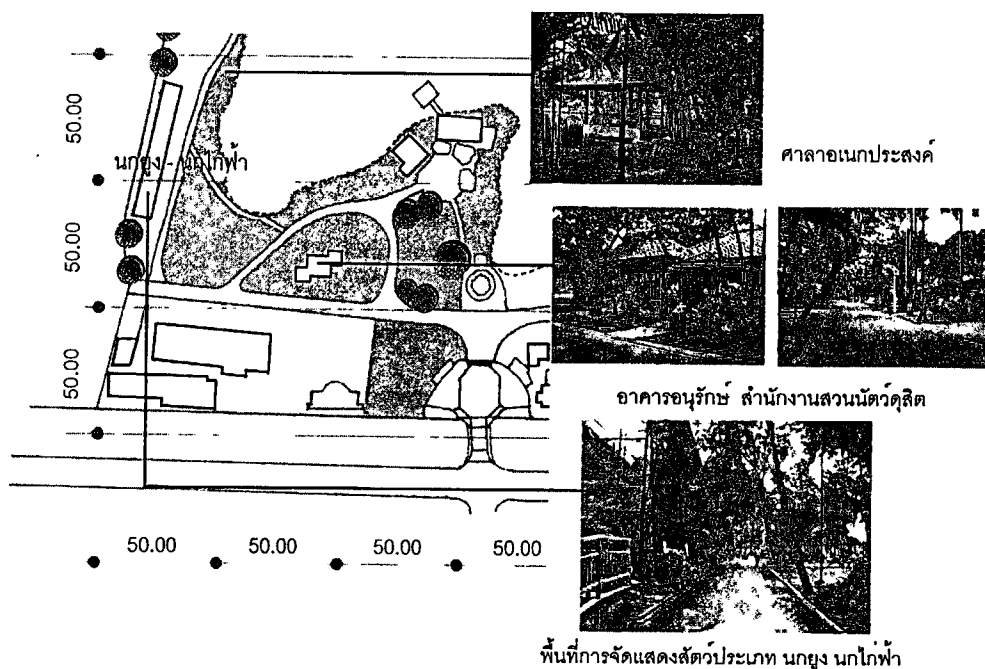 ศาลาอเนกประสงค์
50.00
นกยูง - นกไก่ฟ้า
50.00
50.00
อาคารอนุรักษ์ สำนักงานสวนนัตว์ดุสิต
50.00 50.00 50.00 50.00
พื้นที่การจัดแสดงสัตว์ประเภท นกยูง นกไก่ฟ้า